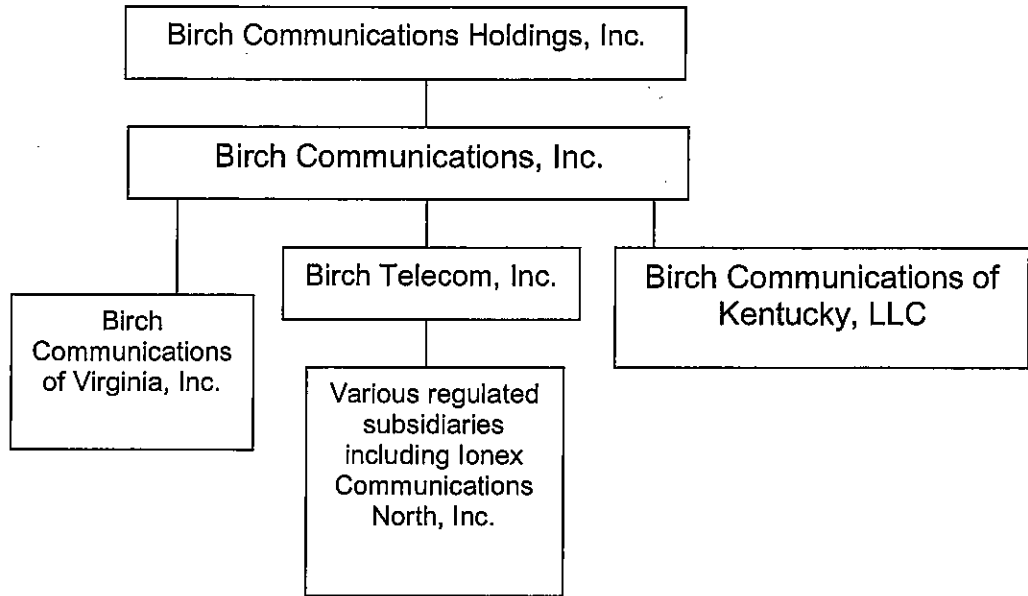 Birch Communications Holdings, Inc.
Birch Communications, Inc.
Birch
Communications
of Virginia, Inc.
Birch Telecom, Inc.
Birch Communications of
Kentucky, LLC
Various regulated
subsidiaries
including Ionex
Communications
North, Inc.